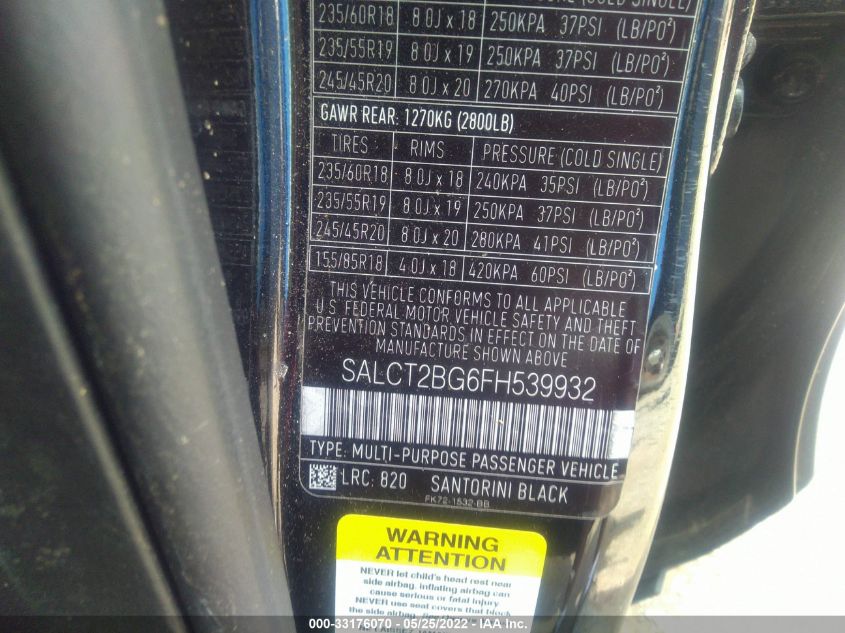 (COLD SINGLE)
235/60R18 8.0J x 18 250KPA 37PSI (LB/PO²)
235/55R19 8.0J x 19 250KPA 37PSI (LB/PO²)
245/45R20 8.0J x 20 270KPA 40PSI (LB/PO²)
GAWR REAR: 1270KG (2800LB)
TIRES RIMS PRESSURE (COLD SINGLE)
235/60R18 8.0J x 18 240KPA 35PSI (LB/PO²)
235/55R19 8.0J x 19 250KPA 37PSI (LB/PO²)
245/45R20 8.0J x 20 280KPA 41PSI (LB/PO²)
155/85R18 4.0J x 18 420KPA 60PSI (LB/PO²)
THIS VEHICLE CONFORMS TO ALL APPLICABLE
U.S. FEDERAL MOTOR VEHICLE SAFETY AND THEFT
PREVENTION STANDARDS IN EFFECT ON THE DATE OF
MANUFACTURE SHOWN ABOVE
SALCT2BG6FH539932
TYPE: MULTI-PURPOSE PASSENGER VEHICLE
LRC: 820 SANTORINI BLACK
FK72-1532-BB
WARNING
ATTENTION
NEVER let child's head rest near
side airbag, inflating airbag can
cause serious or fatal injury
NEVER use seat covers that block
the side airbag.
000-33176070 - 05/25/2022 - IAA Inc.